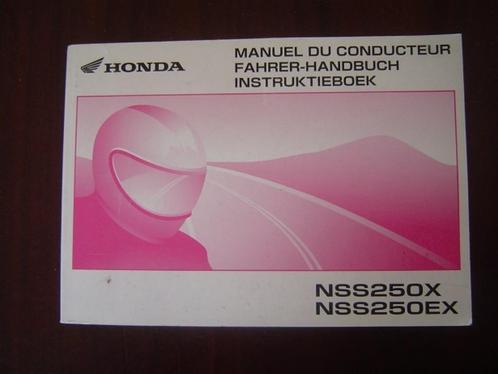 HONDA
MANUEL DU CONDUCTEUR
FAHRER-HANDBUCH
INSTRUKTIEBOEK
NSS250X
NSS250EX